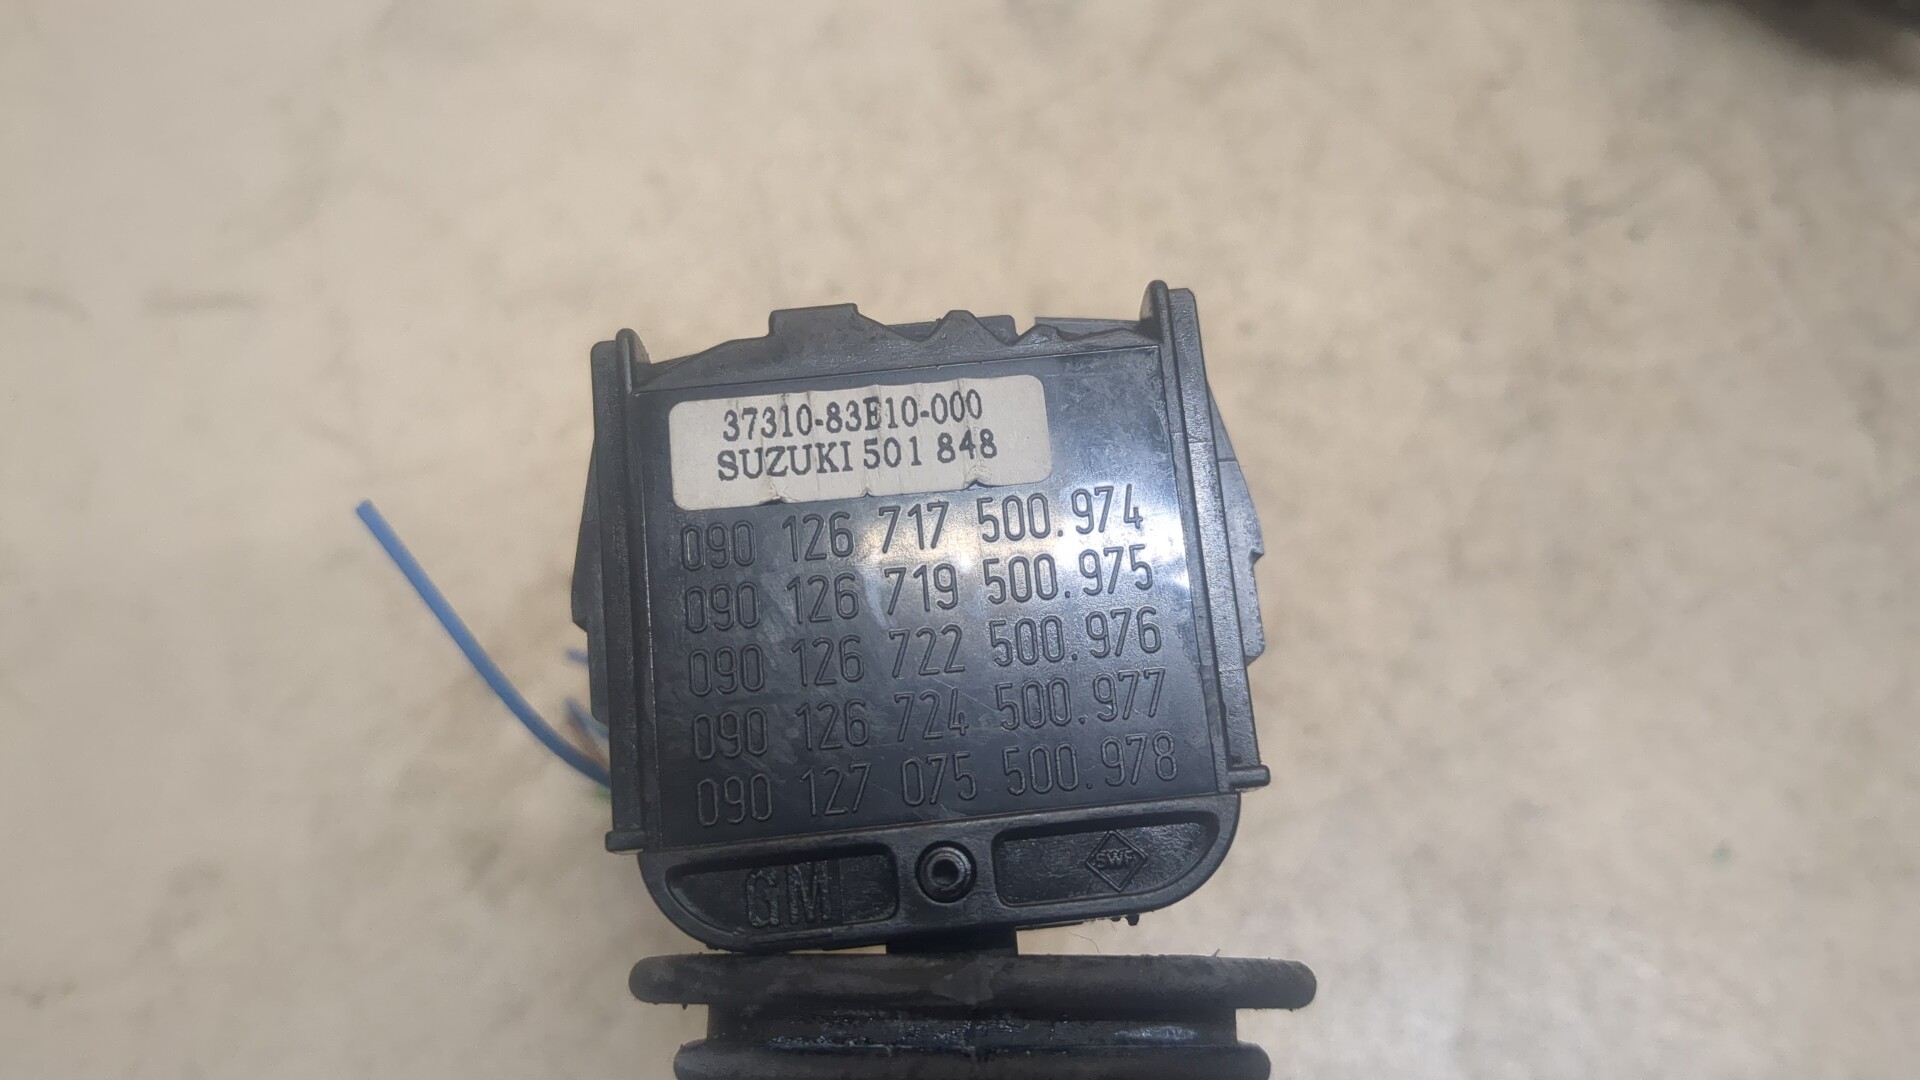 37310-83E10-000
SUZUKI 501 848
090 126 717 500.974
090 126 719 500.975
090 126 722 500.976
090 126 724 500.977
090 127 075 500.978
GM
SWF